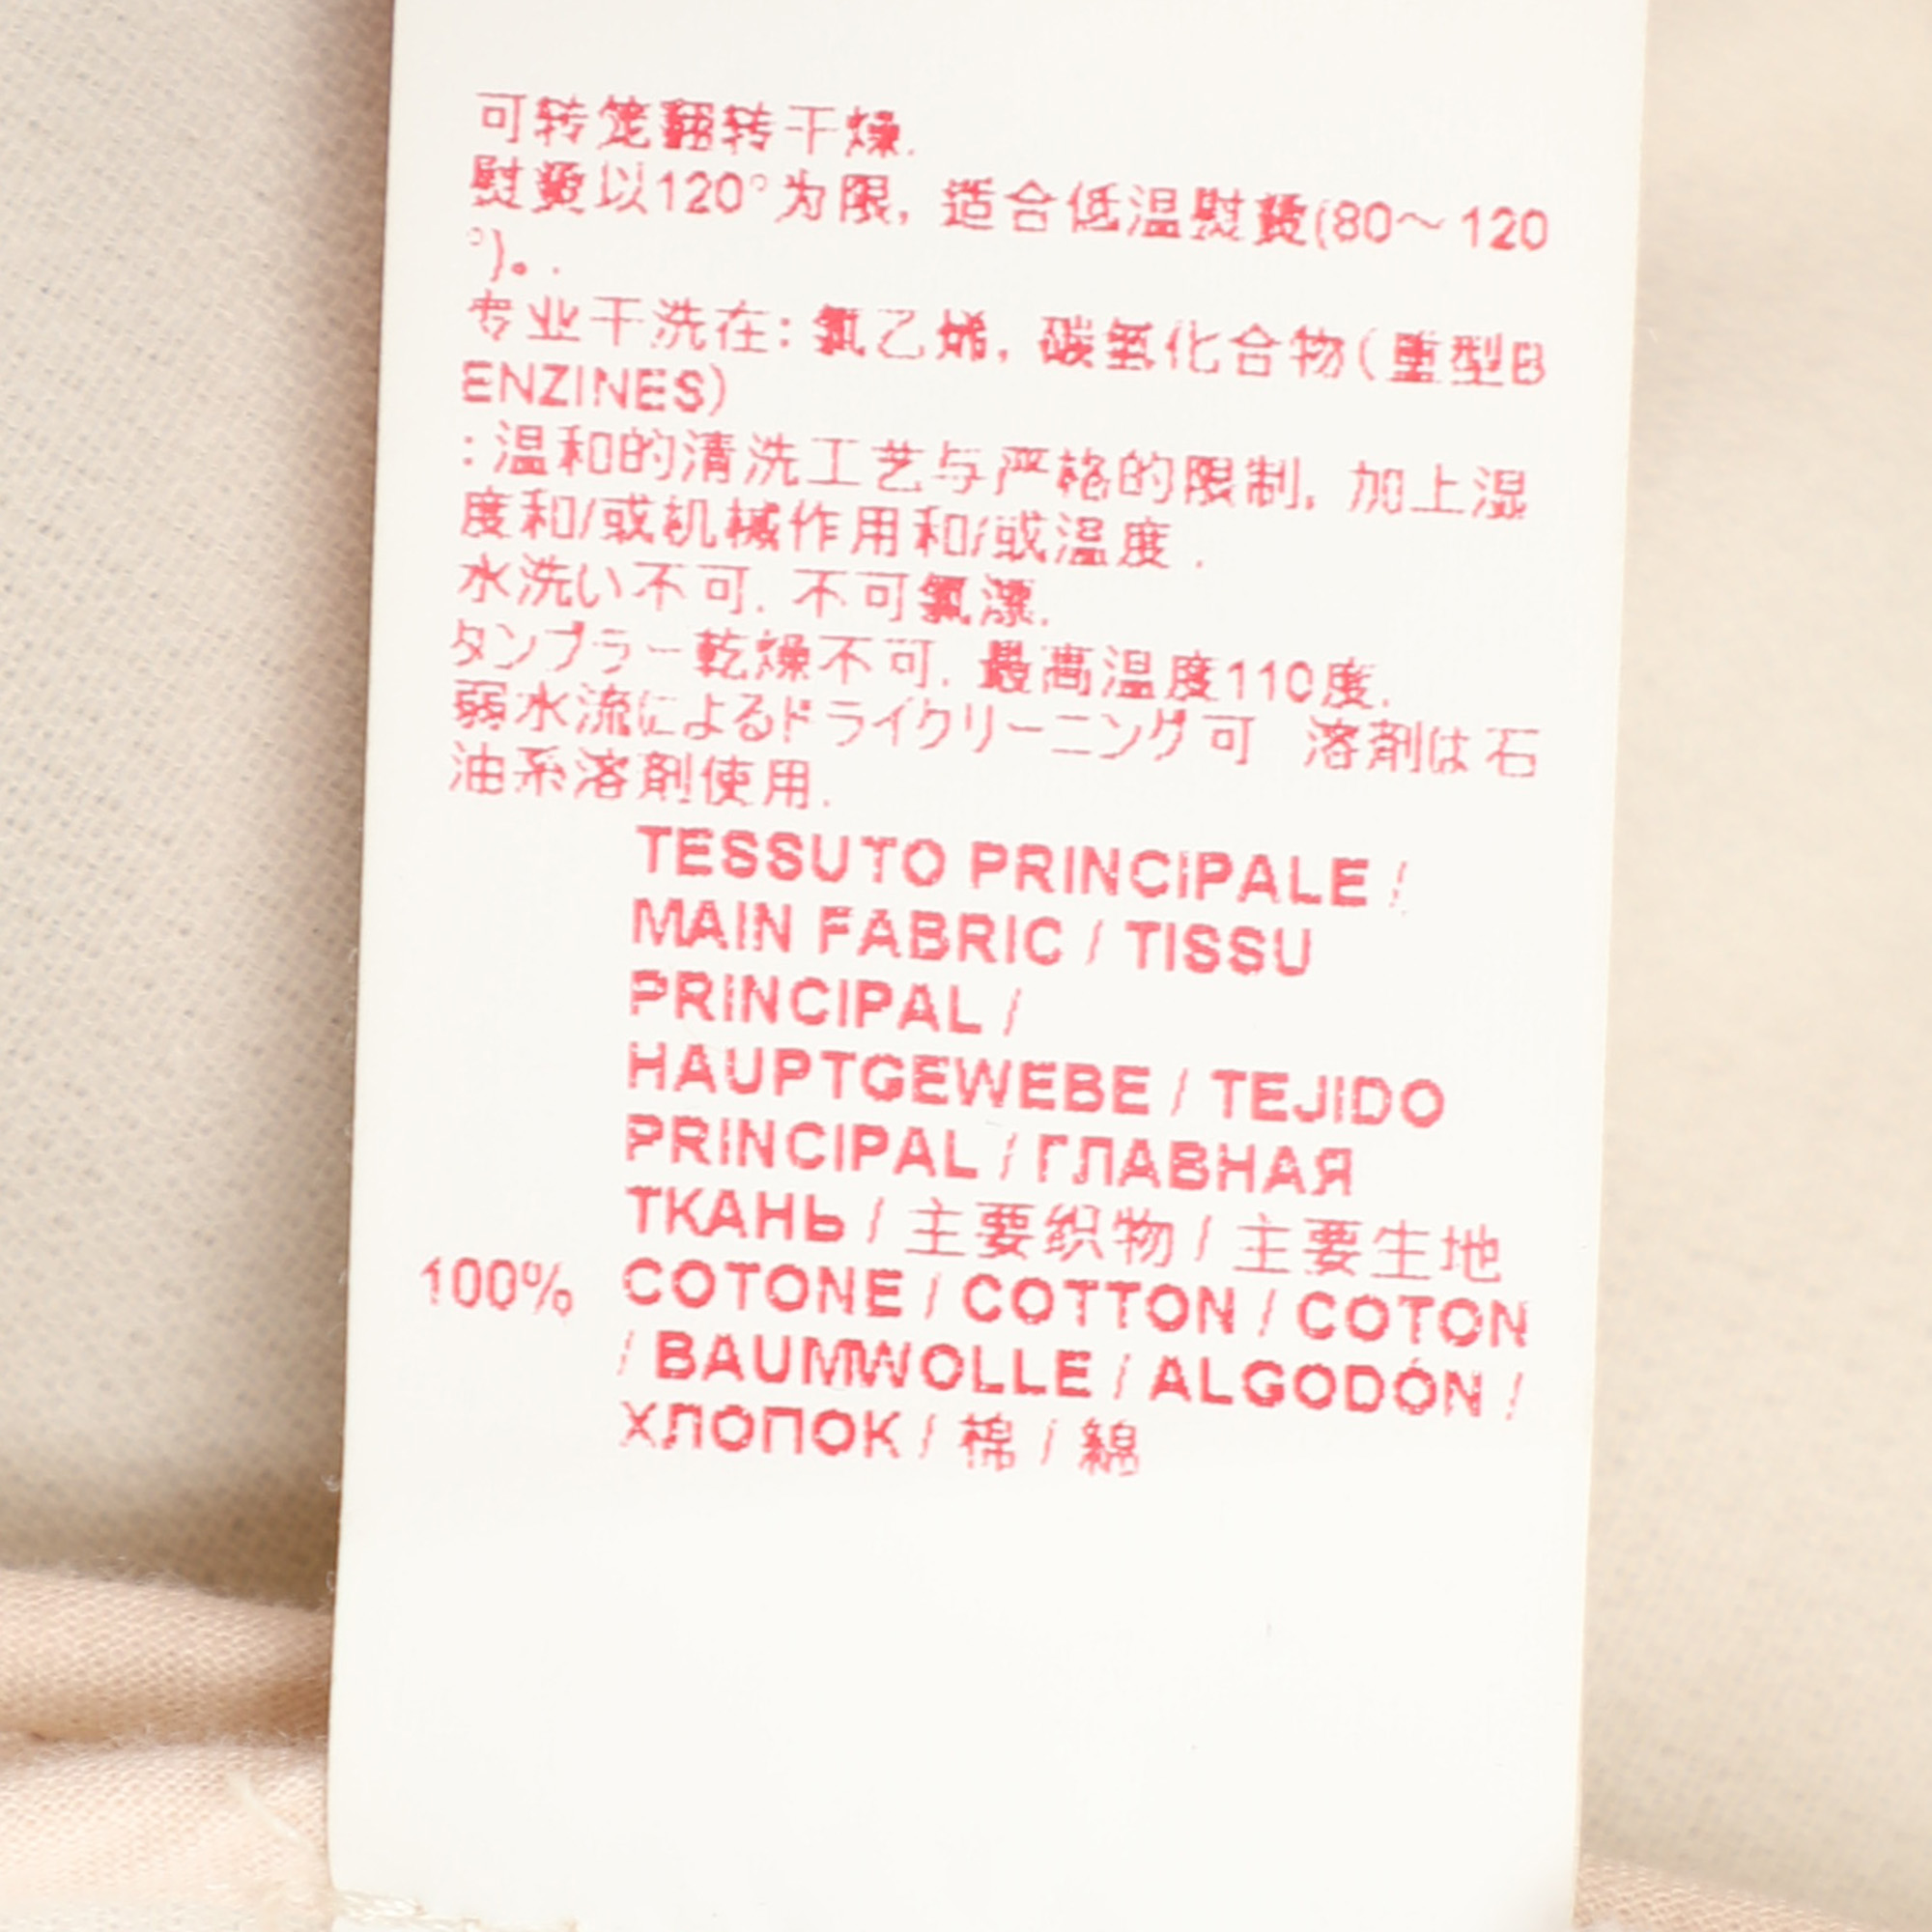 可转笼翻转干燥.
熨烫以120°为限, 适合低温熨烫(80～120
°)。.
专业干洗在: 氯乙烯, 碳氢化合物( 重型B
ENZINES)
:温和的清洗工艺与严格的限制, 加上湿
度和/或机械作用和/或温度 .
水洗い不可. 不可氯漂.
タンブラー乾燥不可. 最高温度110度.
弱水流によるドライクリーニング可 溶剤は石
油系溶剤使用.
TESSUTO PRINCIPALE /
MAIN FABRIC / TISSU
PRINCIPAL /
HAUPTGEWEBE / TEJIDO
PRINCIPAL / ГЛАВНАЯ
ТКАНЬ / 主要织物 / 主要生地
100% COTONE / COTTON / COTON
/ BAUMWOLLE / ALGODÓN /
ХЛОПОК / 棉 / 綿